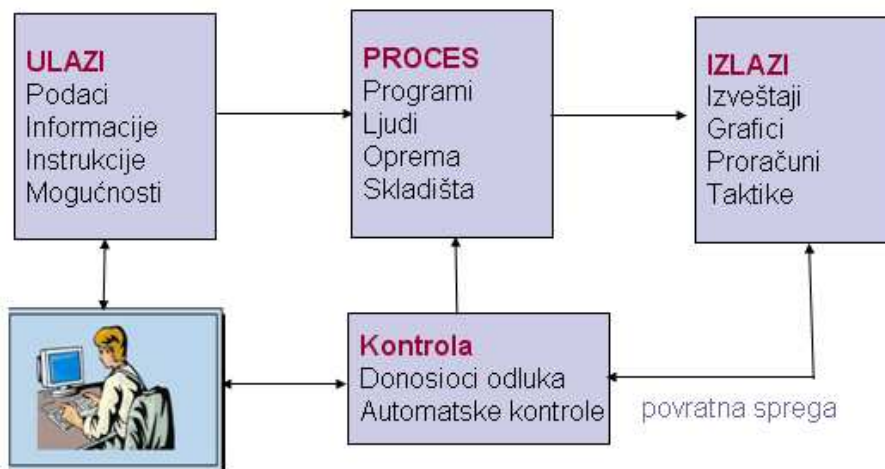 ULAZI
Podaci
Informacije
Instrukcije
Mogućnosti
PROCES
Programi
Ljudi
Oprema
Skladišta
IZLAZI
Izveštaji
Grafici
Proračuni
Taktike
Kontrola
Donosioci odluka
Automatske kontrole
povratna sprega